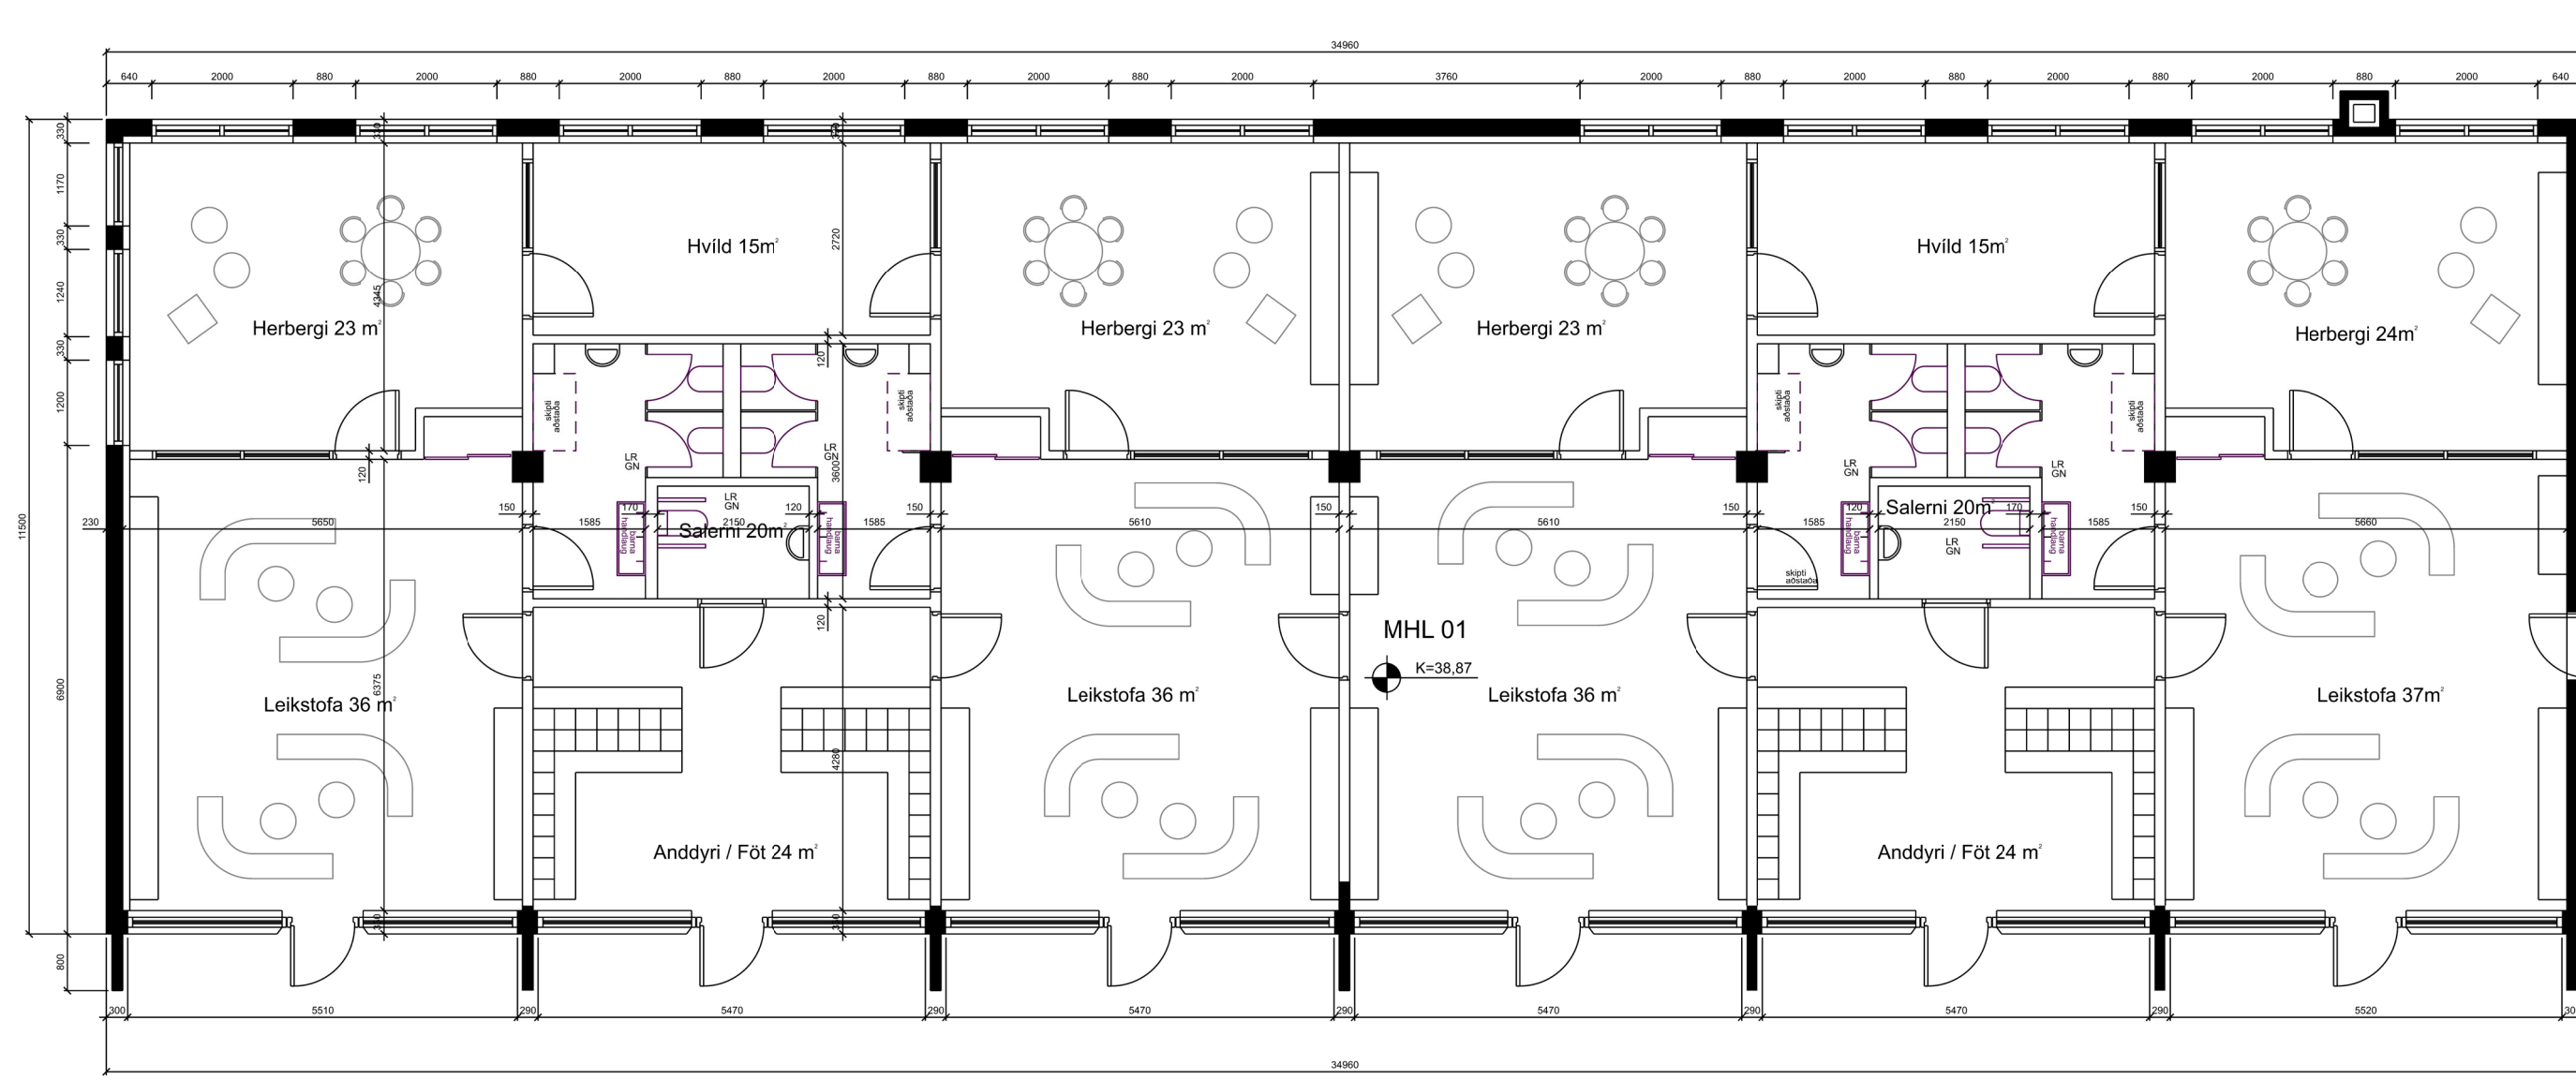 34960
640 2000 880 2000 880 2000 880 2000 880 2000 880 2000 3760 2000 880 2000 880 2000 880 2000 880 2000 640
330
1170
330
1240
330
1200
6900
800
11500
330
4345
120
6375
330
330
2720
120
3600
120
4280
330
Hvíld 15m²
Hvíld 15m²
Herbergi 23 m²
Herbergi 23 m²
Herbergi 23 m²
Herbergi 24m²
skipti
aðstaða
skipti
aðstaða
skipti
aðstaða
skipti
aðstaða
LR
GN
LR
GN
LR
GN
LR
GN
LR
GN
LR
GN
Salerni 20m²
Salerni 20m²
barna
handlaug
barna
handlaug
barna
handlaug
barna
handlaug
skipti
aðstaða
150 170 120 150 150 150 120 170 150
230 5650 1585 2150 1585 5610 5610 1585 2150 1585 5660
MHL 01
K=38,87
Leikstofa 36 m²
Leikstofa 36 m²
Leikstofa 36 m²
Leikstofa 37m²
Anddyri / Föt 24 m²
Anddyri / Föt 24 m²
300 5510 290 5470 290 5470 290 5470 290 5470 290 5520 30
34960